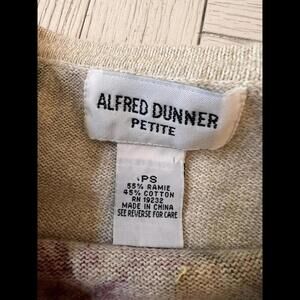 ALFRED DUNNER
PETITE
PS
55% RAMIE
45% COTTON
RN 19232
MADE IN CHINA
SEE REVERSE FOR CARE